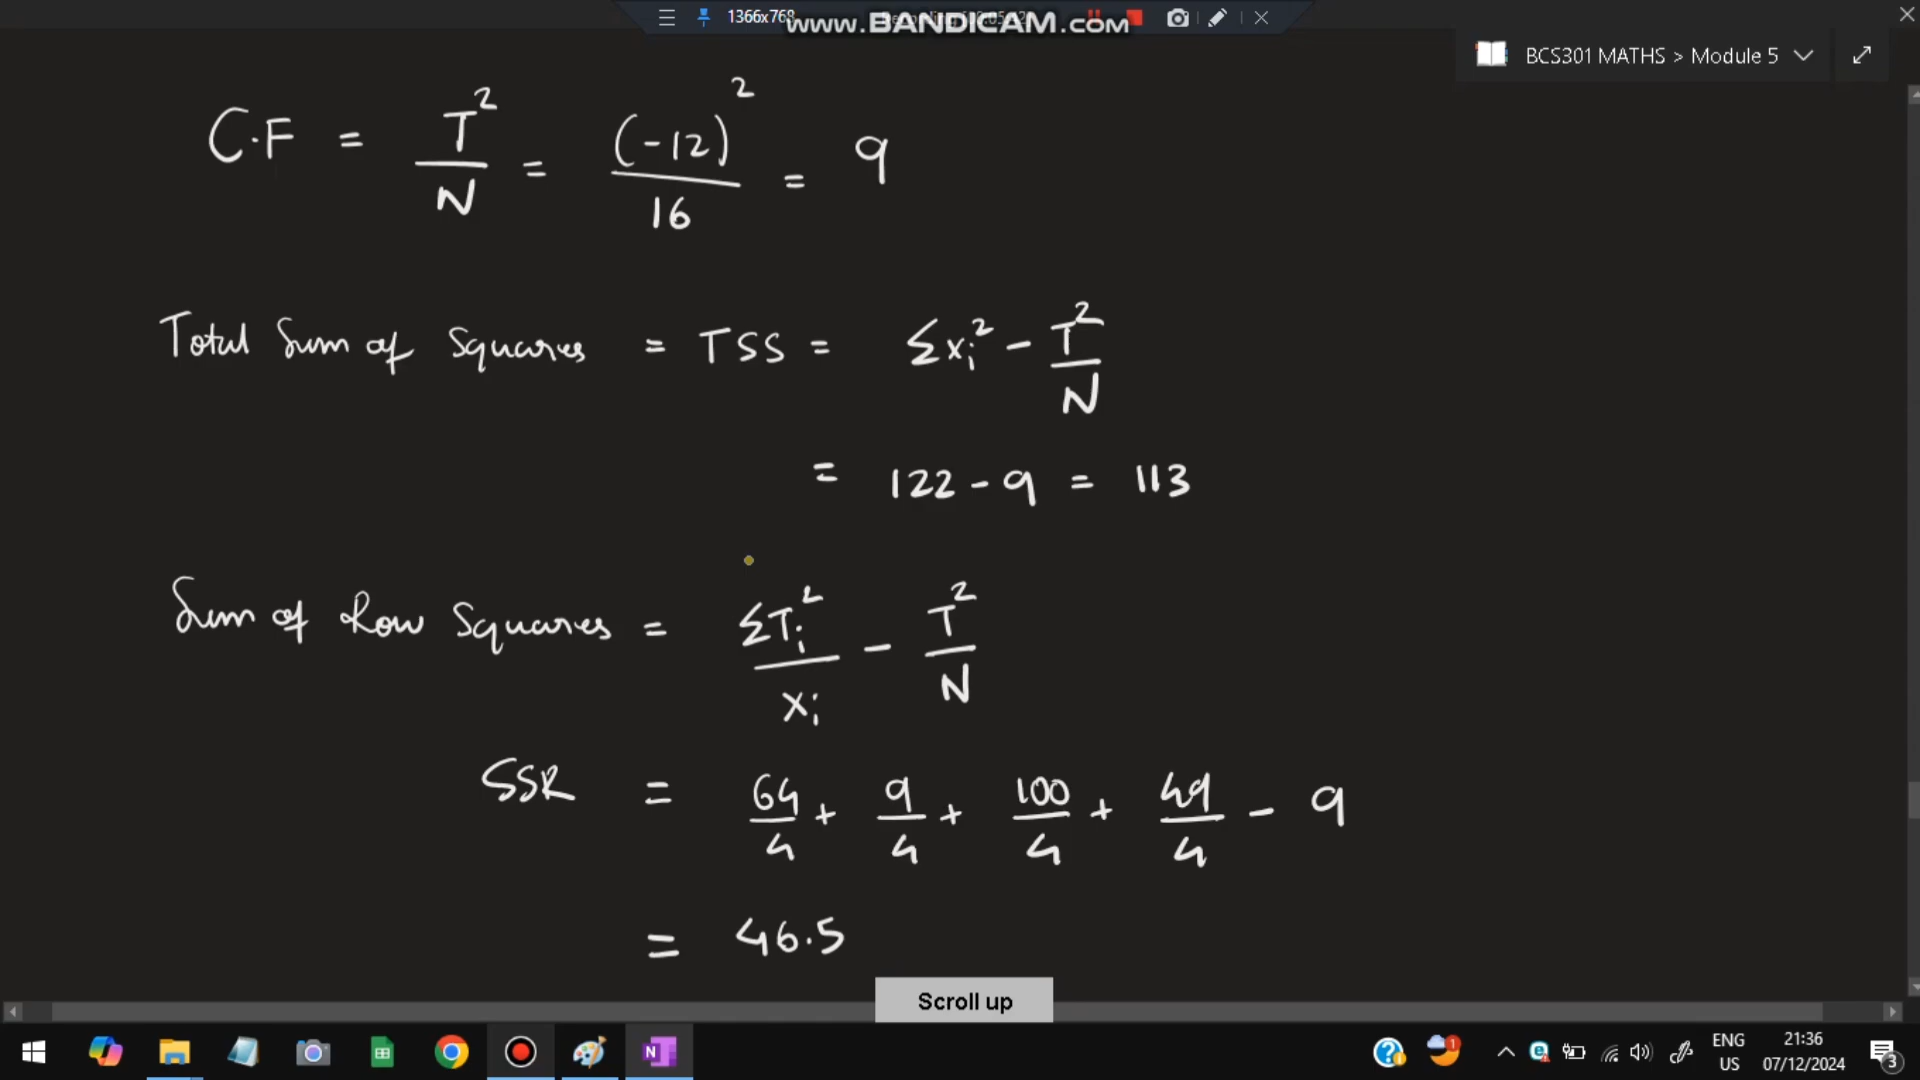 1366x768
www.BANDICAM.com
BCS301 MATHS > Module 5
C.F = T²/N = (-12)²/16 = 9
Total Sum of Squares = TSS = Σxi² - T²/N
= 122 - 9 = 113
Sum of Row Squares = ΣTi²/xi - T²/N
SSR = 64/4 + 9/4 + 100/4 + 49/4 - 9
= 46.5
Scroll up
ENG
US
21:36
07/12/2024
1
3